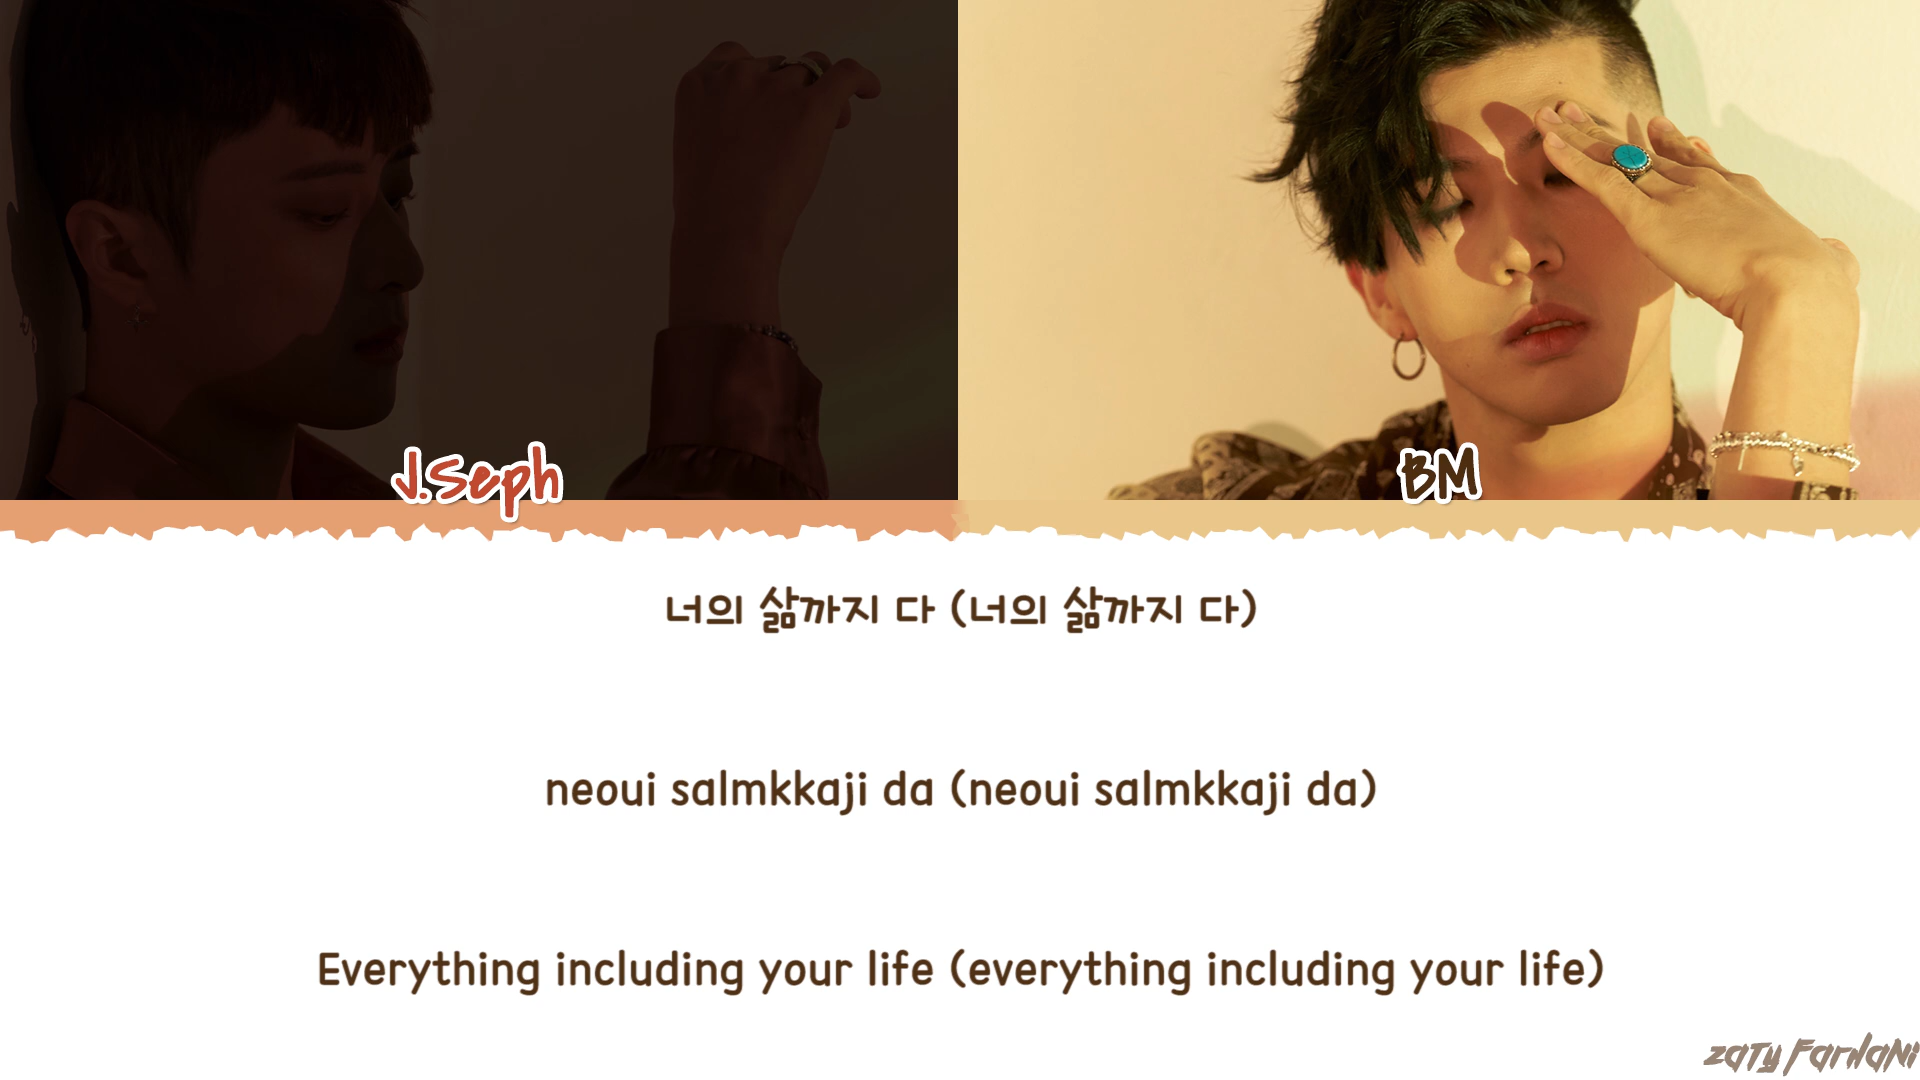 J.Seph
BM
너의 삶까지 다 (너의 삶까지 다)
neoui salmkkaji da (neoui salmkkaji da)
Everything including your life (everything including your life)
ZATY FARHANI